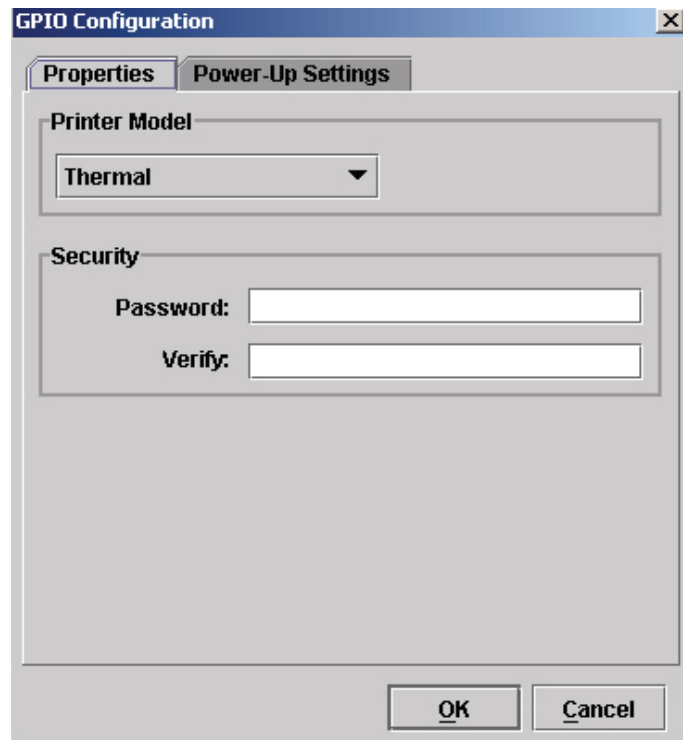 GPIO Configuration
Properties Power-Up Settings
Printer Model
Thermal
Security
Password:
Verify:
OK Cancel